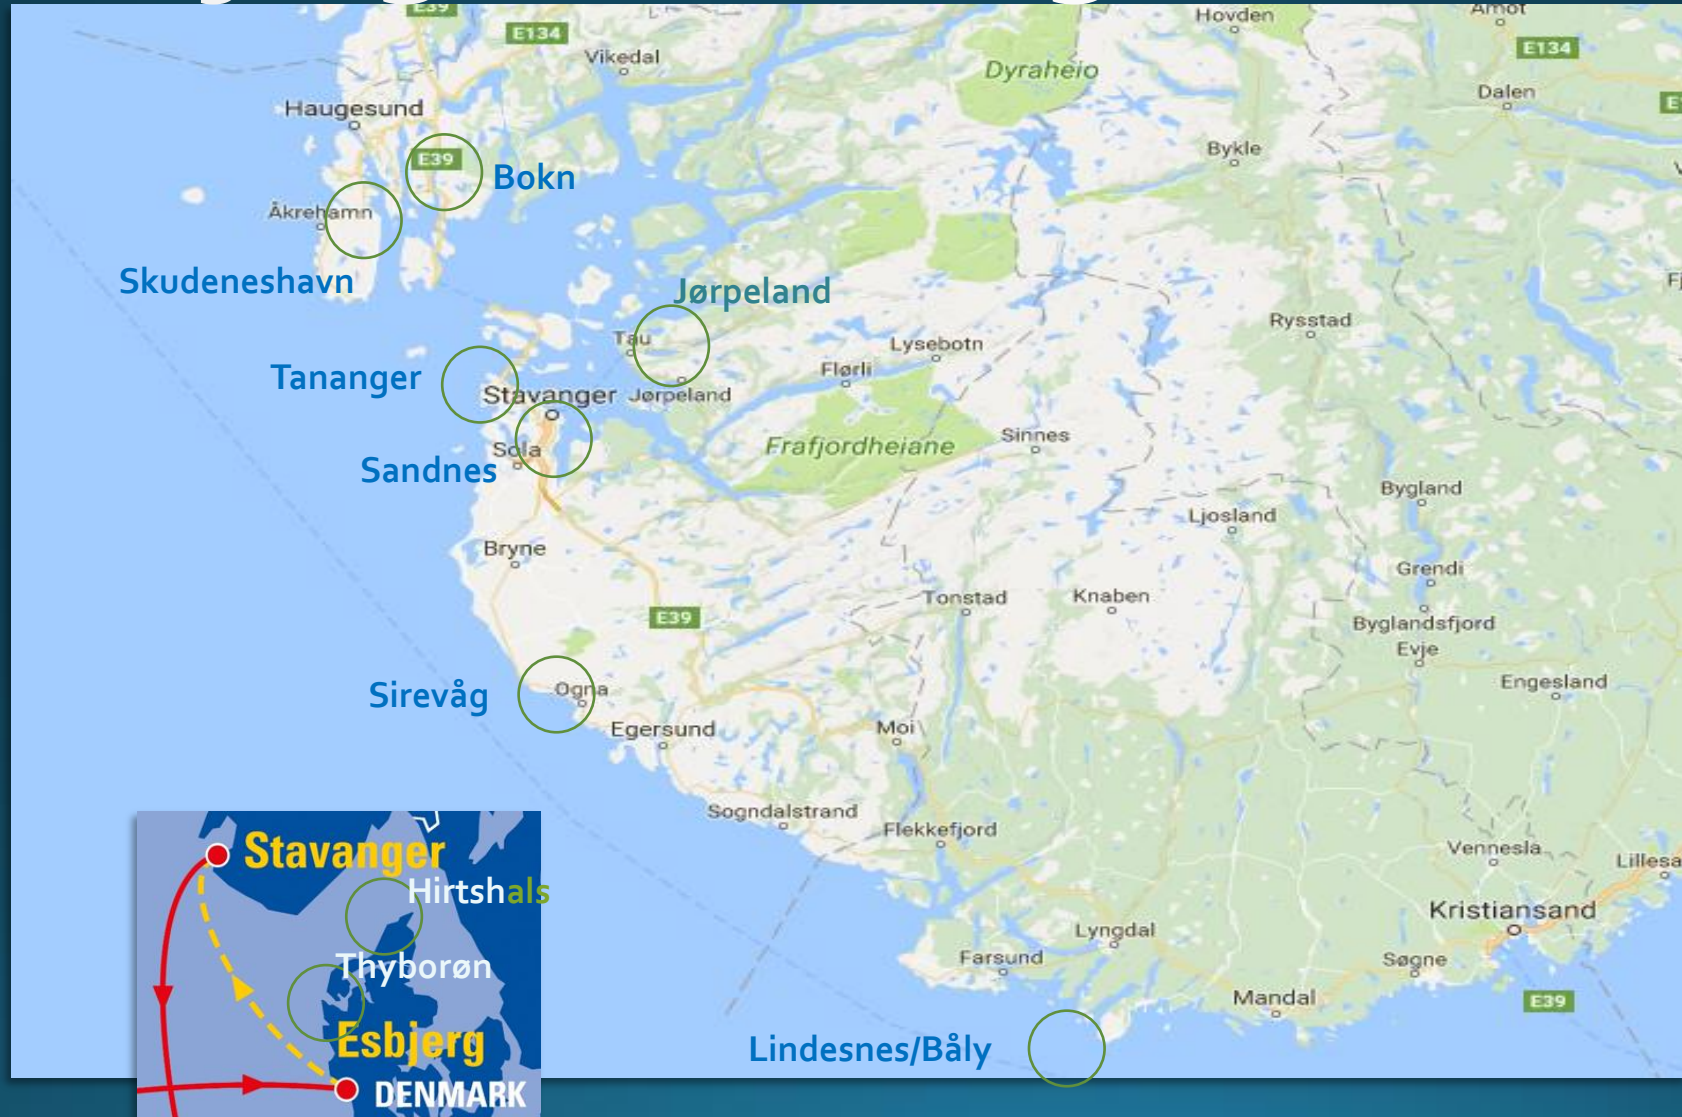 E39
E134
Vikedal
Hovden
Åmot
E134
Dyraheio
Dalen
Haugesund
E39
Bokn
Bykle
Åkrehamn
Skudeneshavn
Jørpeland
Rysstad
Tau
Lysebotn
Flørli
Tananger
Stavanger
Jørpeland
Sola
Sandnes
Frafjordheiane
Sinnes
Bygland
Ljosland
Bryne
Grendi
Tonstad
Knaben
E39
Byglandsfjord
Evje
Sirevåg
Ogna
Engesland
Egersund
Moi
Sogndalstrand
Flekkefjord
Vennesla
Stavanger
Hirtshals
Kristiansand
Lyngdal
Farsund
Søgne
Thyborøn
Mandal
E39
Esbjerg
Lindesnes/Båly
DENMARK